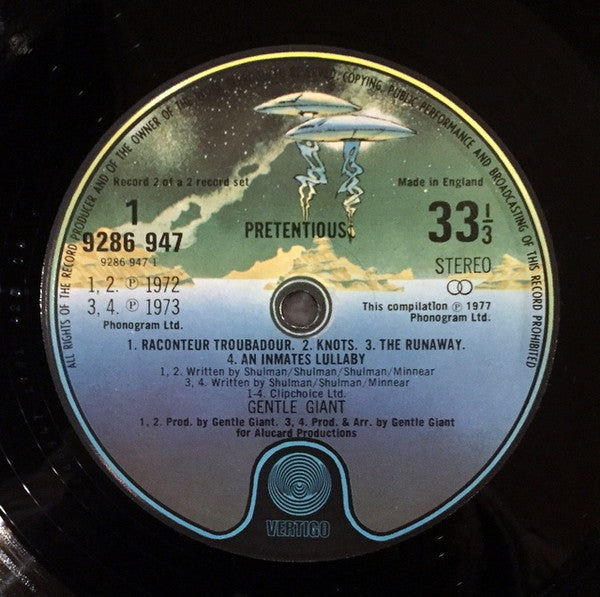 ALL RIGHTS OF THE RECORD PRODUCER AND OF THE OWNER OF THE RESERVED. COPYING, PUBLIC PERFORMANCE AND BROADCASTING OF THIS RECORD PROHIBITED
Record 2 of a 2 record set
Made in England
1
9286 947
9286 947 1
PRETENTIOUS
33 1/3
STEREO
1, 2. ℗ 1972
3, 4. ℗ 1973
Phonogram Ltd.
This compilation ℗ 1977
Phonogram Ltd.
1. RACONTEUR TROUBADOUR. 2. KNOTS. 3. THE RUNAWAY.
4. AN INMATES LULLABY
1, 2. Written by Shulman/Shulman/Shulman/Minnear
3, 4. Written by Shulman/Shulman/Minnear
1-4. Clipchoice Ltd.
GENTLE GIANT
1, 2. Prod. by Gentle Giant. 3, 4. Prod. & Arr. by Gentle Giant
for Alucard Productions
VERTIGO